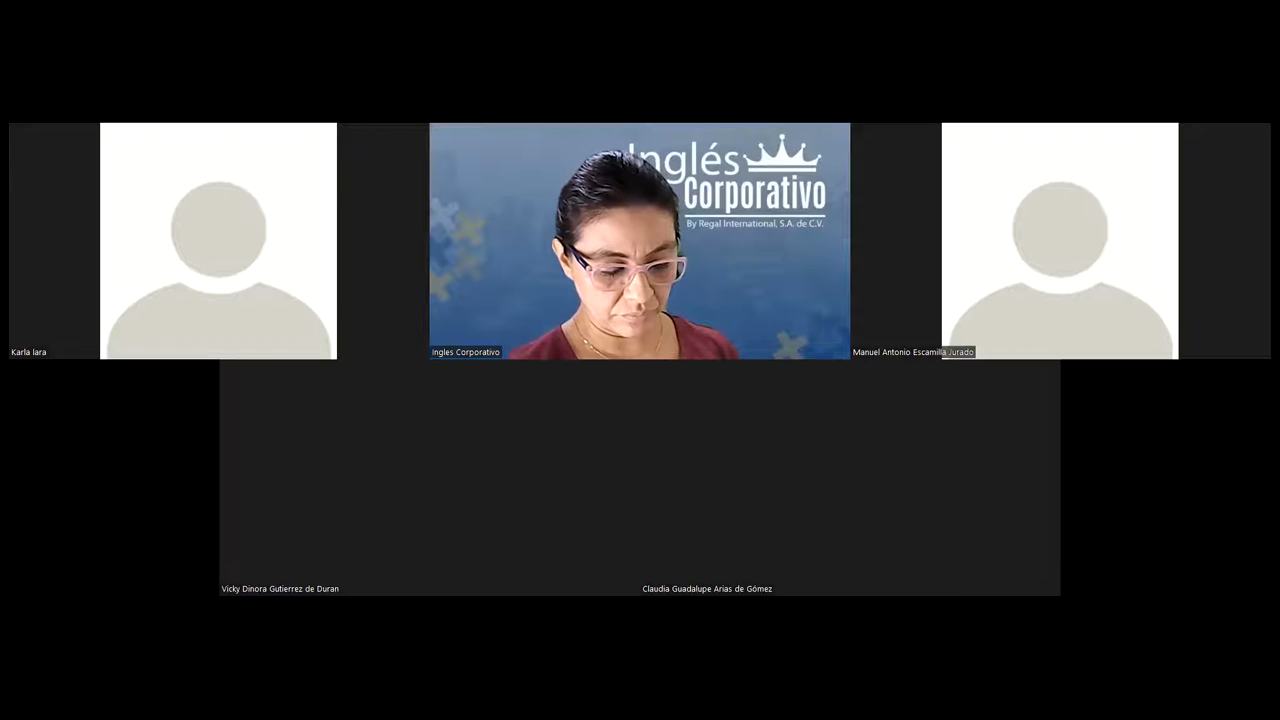 Inglés
Corporativo
By Regal International, S.A. de C.V.
Karla lara
Ingles Corporativo
Manuel Antonio Escamilla Jurado
Vicky Dinora Gutierrez de Duran
Claudia Guadalupe Arias de Gómez